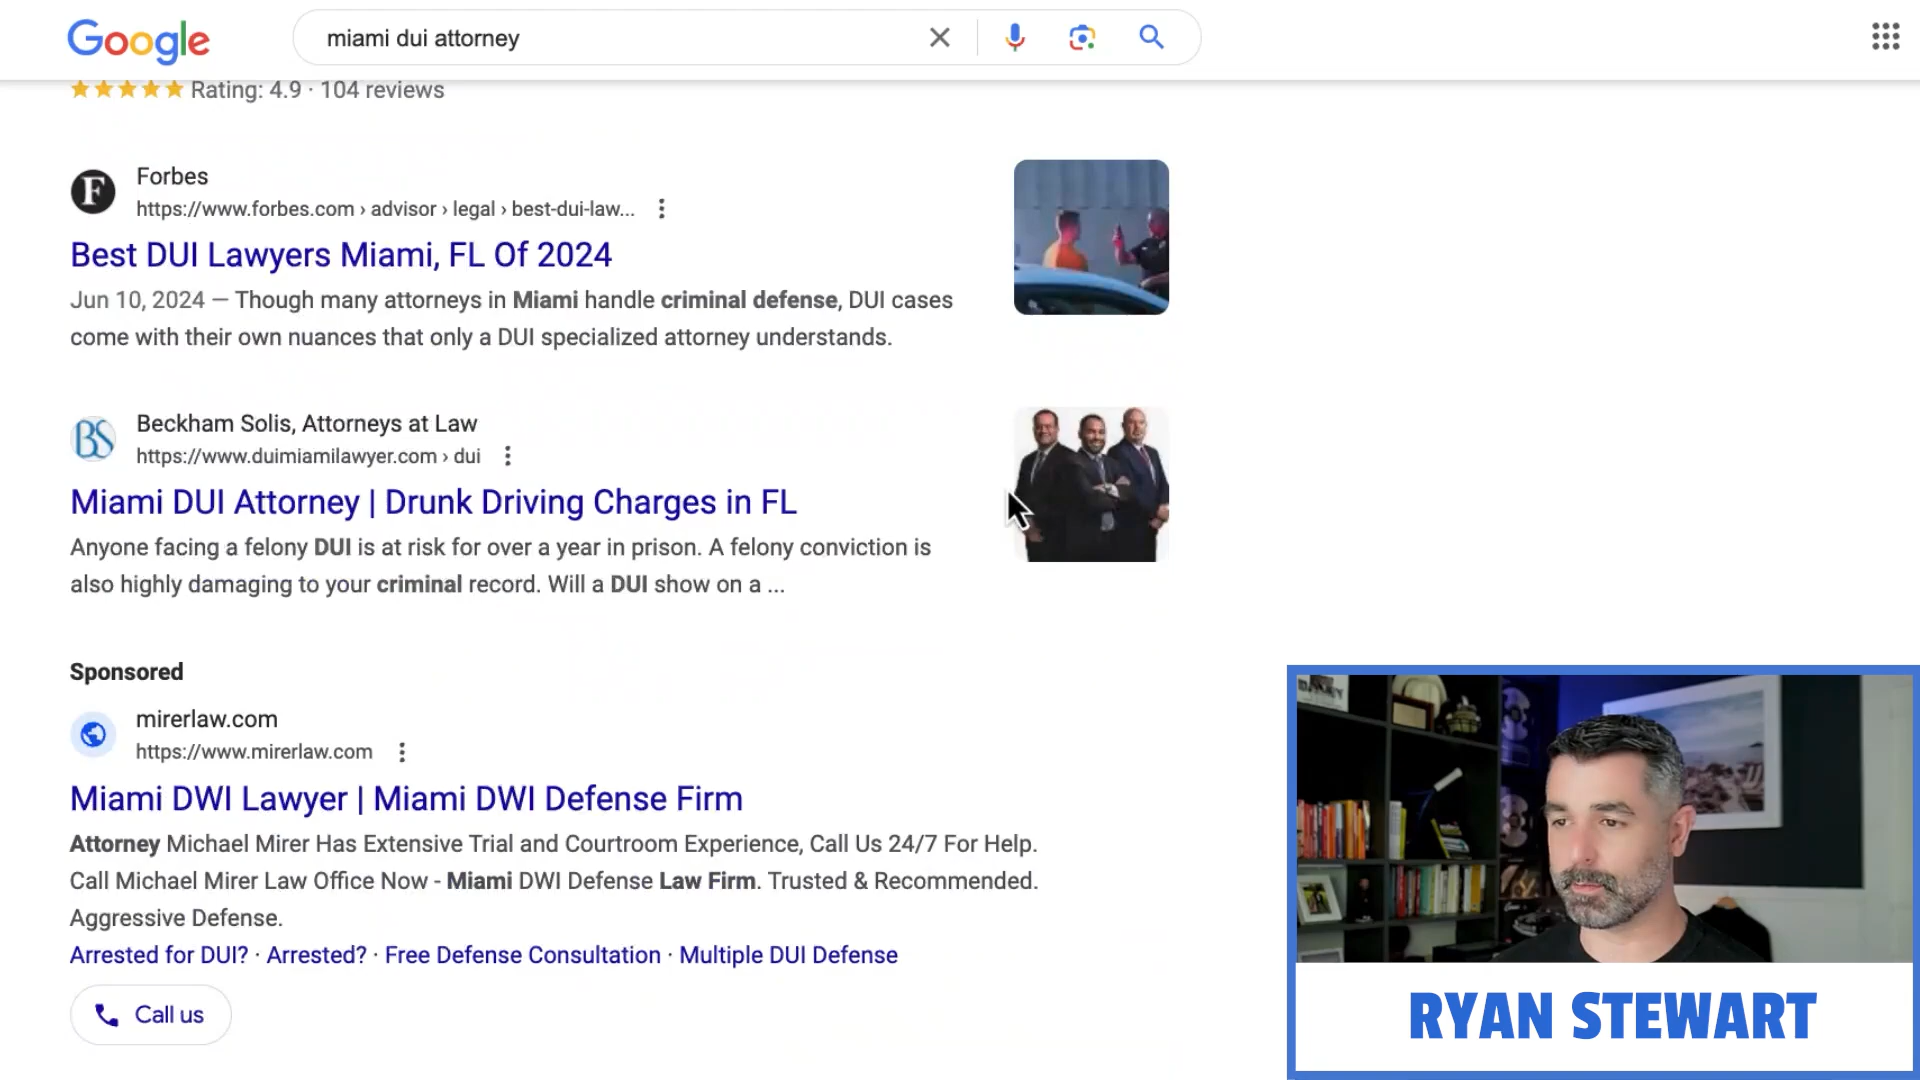 Google
miami dui attorney
Rating: 4.9 · 104 reviews
F
Forbes
https://www.forbes.com › advisor › legal › best-dui-law...
Best DUI Lawyers Miami, FL Of 2024
Jun 10, 2024 — Though many attorneys in Miami handle criminal defense, DUI cases
come with their own nuances that only a DUI specialized attorney understands.
BS
Beckham Solis, Attorneys at Law
https://www.duimiamilawyer.com › dui
Miami DUI Attorney | Drunk Driving Charges in FL
Anyone facing a felony DUI is at risk for over a year in prison. A felony conviction is
also highly damaging to your criminal record. Will a DUI show on a ...
Sponsored
mirerlaw.com
https://www.mirerlaw.com
Miami DWI Lawyer | Miami DWI Defense Firm
Attorney Michael Mirer Has Extensive Trial and Courtroom Experience, Call Us 24/7 For Help.
Call Michael Mirer Law Office Now - Miami DWI Defense Law Firm. Trusted & Recommended.
Aggressive Defense.
Arrested for DUI? · Arrested? · Free Defense Consultation · Multiple DUI Defense
Call us
RYAN STEWART